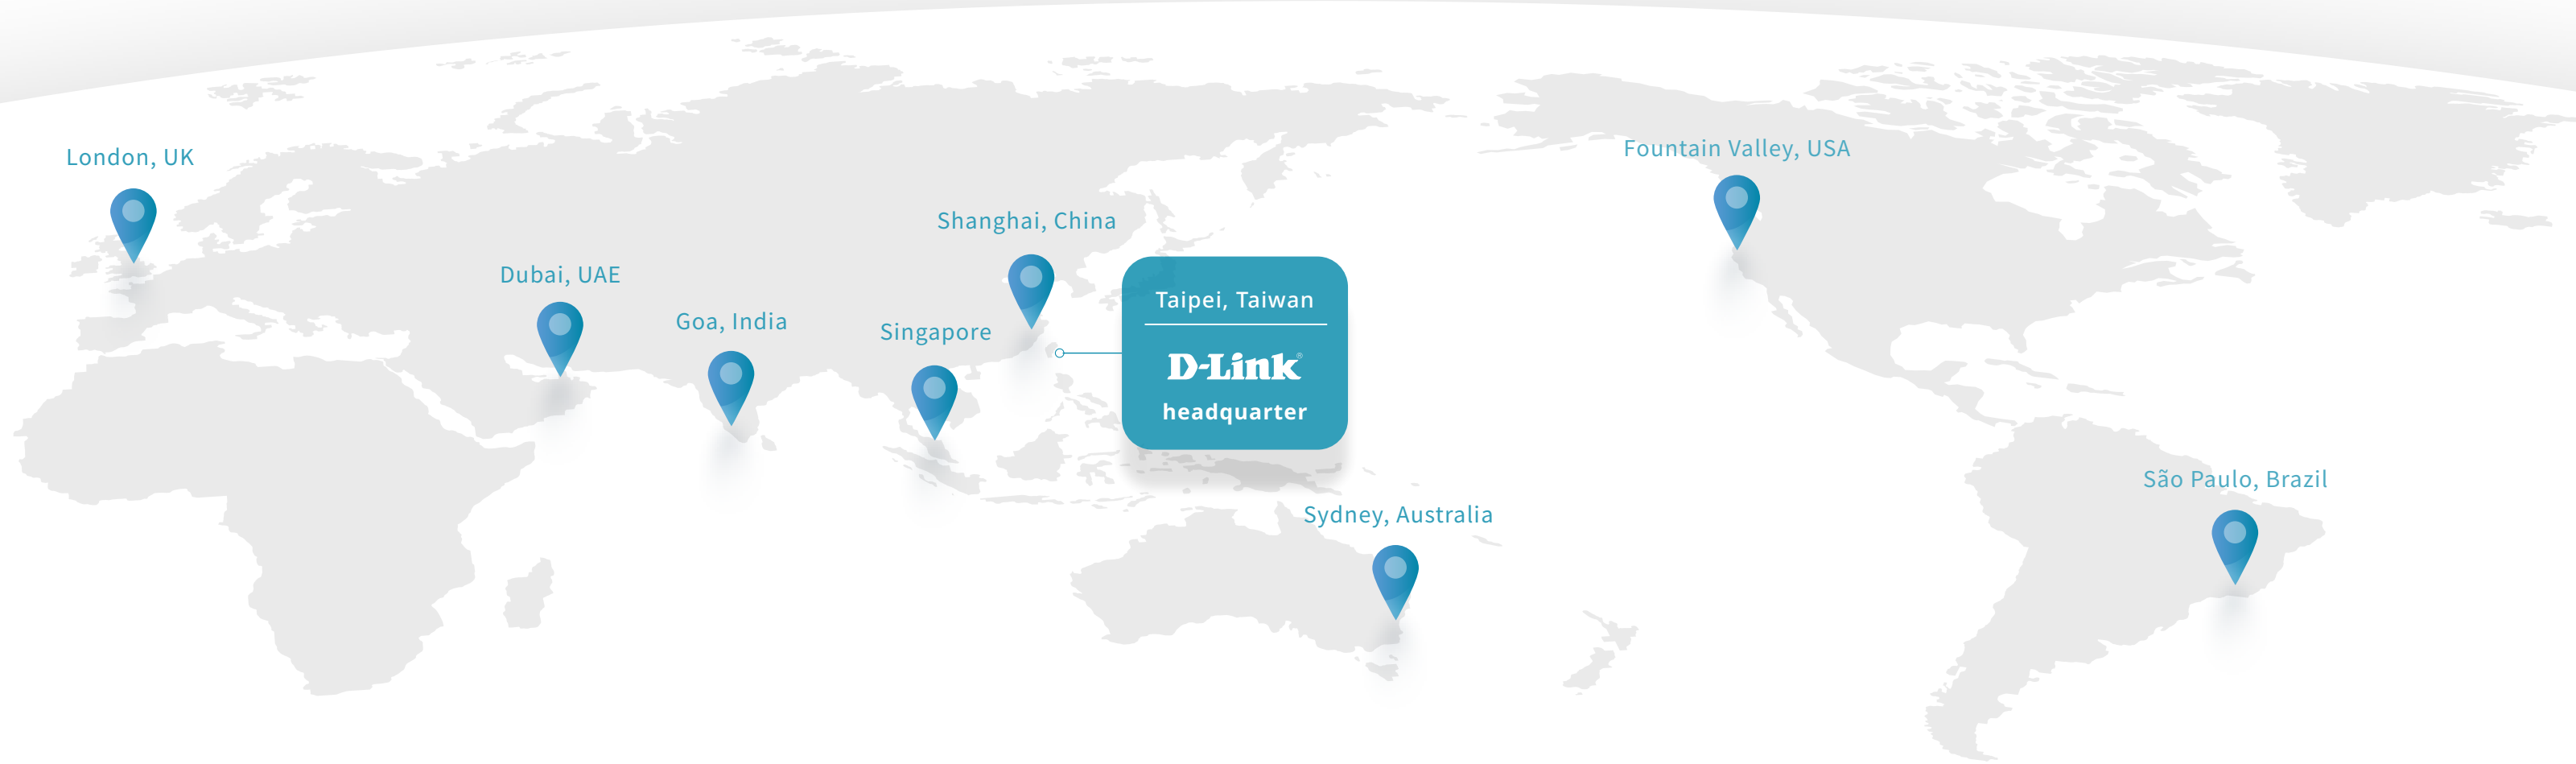 London, UK
Fountain Valley, USA
Shanghai, China
Dubai, UAE
Taipei, Taiwan
Goa, India
Singapore
D-Link®
headquarter
São Paulo, Brazil
Sydney, Australia